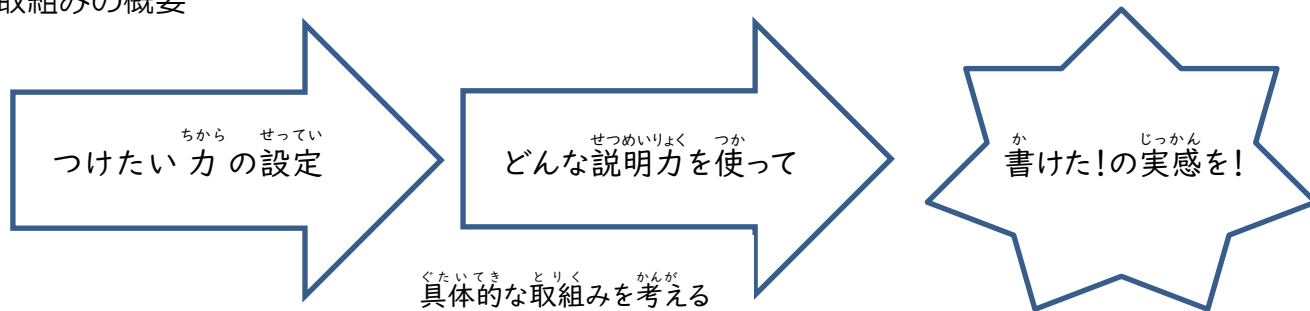 取組みの概要
つけたい力の設定
どんな説明力を使って
書けた!の実感を!
具体的な取組みを考える